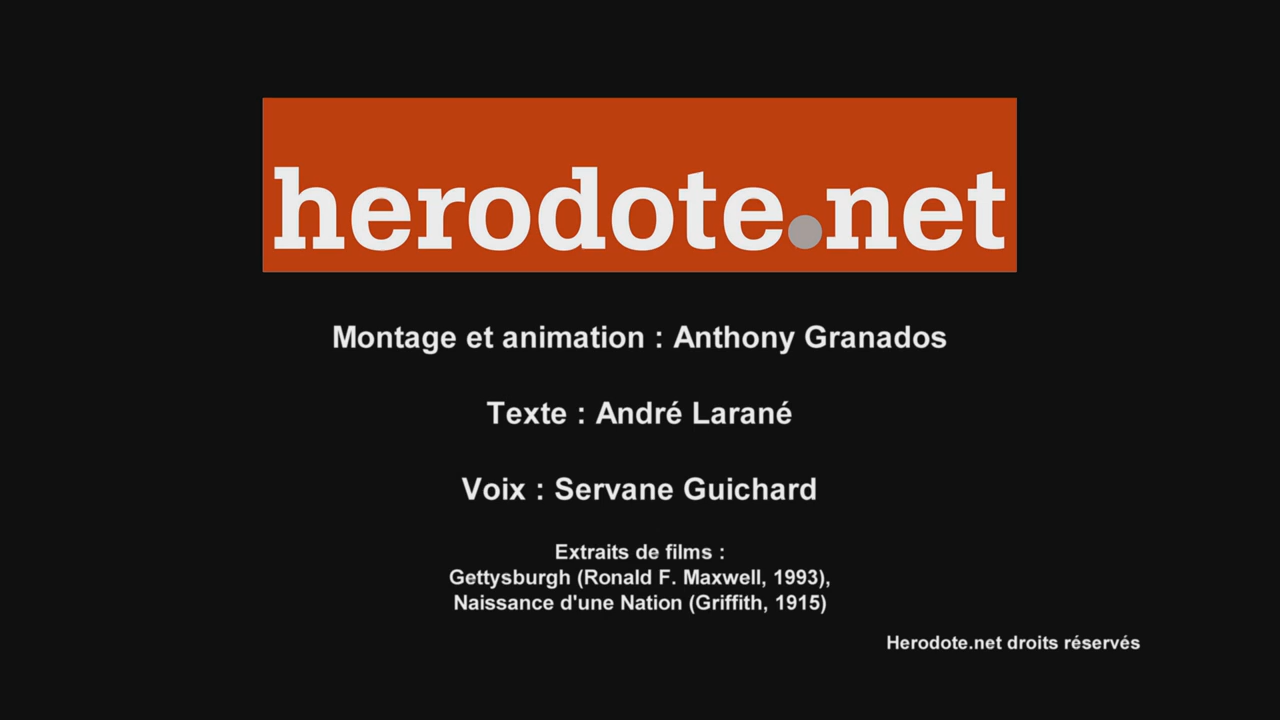 herodote.net
Montage et animation : Anthony Granados
Texte : André Larané
Voix : Servane Guichard
Extraits de films :
Gettysburgh (Ronald F. Maxwell, 1993),
Naissance d'une Nation (Griffith, 1915)
Herodote.net droits réservés